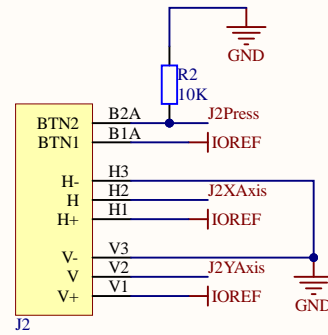 GND
R2
10K
BTN2 B2A J2Press
BTN1 B1A IOREF
H- H3
H H2 J2XAxis
H+ H1 IOREF
V- V3
V V2 J2YAxis
V+ V1 IOREF
GND
J2